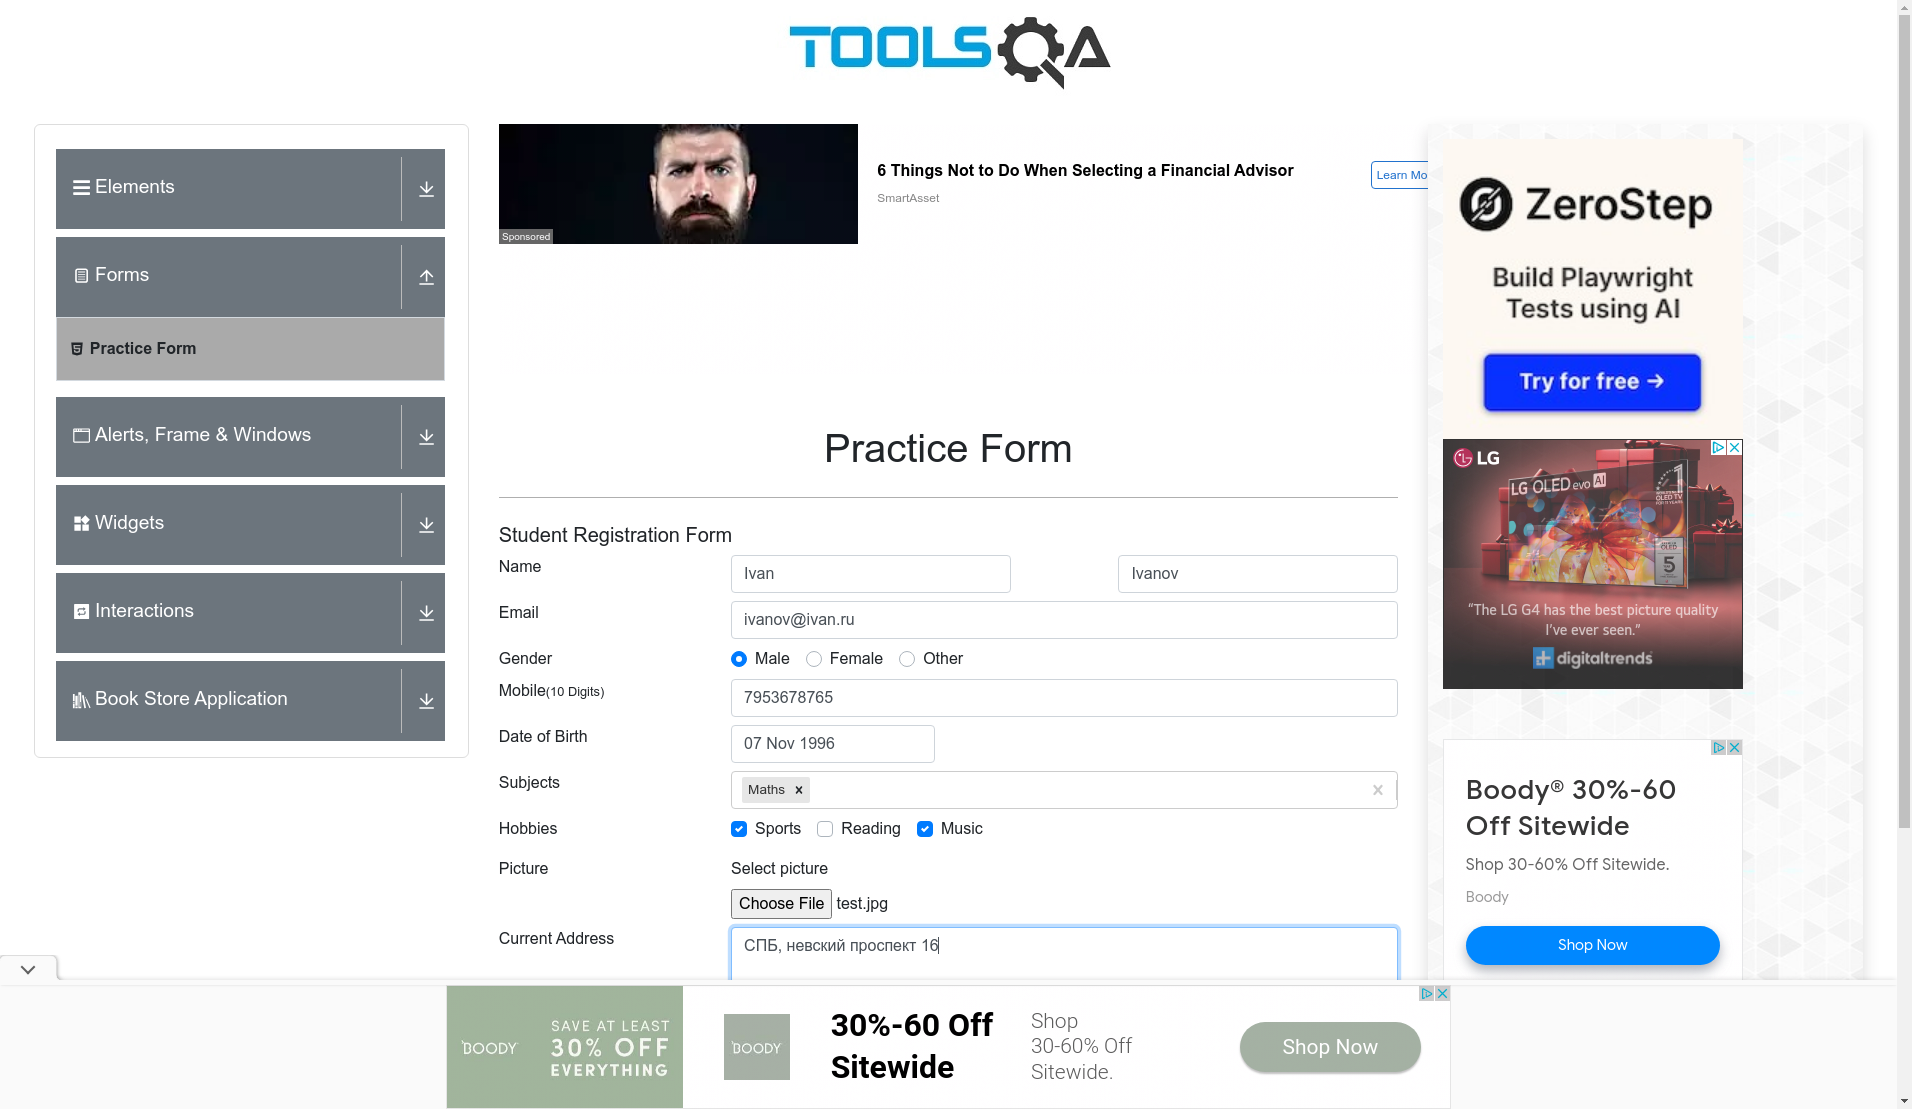 TOOLSQA
Elements
Forms
Practice Form
Alerts, Frame & Windows
Widgets
Interactions
Book Store Application
Sponsored
6 Things Not to Do When Selecting a Financial Advisor
SmartAsset
Learn Mo
Practice Form
Student Registration Form
Name
Ivan
Ivanov
Email
ivanov@ivan.ru
Gender
Male
Female
Other
Mobile(10 Digits)
7953678765
Date of Birth
07 Nov 1996
Subjects
Maths
Hobbies
Sports
Reading
Music
Picture
Select picture
Choose File test.jpg
Current Address
СПБ, невский проспект 16
ZeroStep
Build Playwright
Tests using AI
Try for free →
LG
LG OLED evo AI
"The LG G4 has the best picture quality
I've ever seen."
digitaltrends
Boody® 30%-60
Off Sitewide
Shop 30-60% Off Sitewide.
Boody
Shop Now
BOODY
SAVE AT LEAST
30% OFF
EVERYTHING
BOODY
30%-60 Off
Sitewide
Shop
30-60% Off
Sitewide.
Shop Now